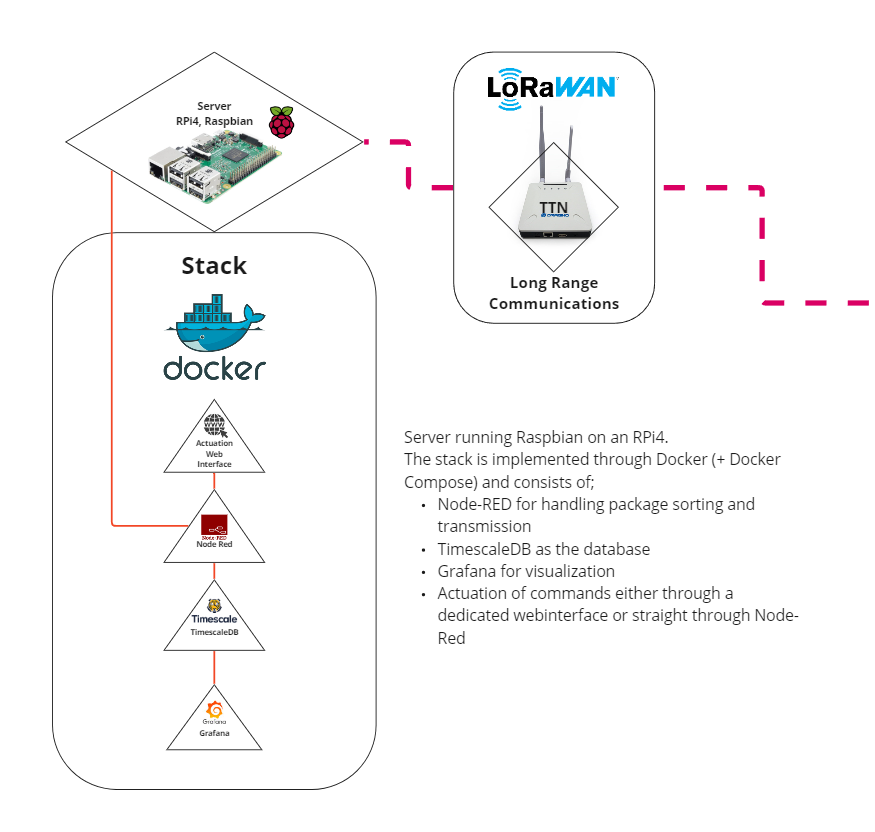 Server
RPi4, Raspbian
LoRaWAN
TTN
DRAGINO
Long Range
Communications
Stack
docker
WWW
Actuation
Web
Interface
Node-RED
Node Red
Timescale
TimescaleDB
Grafana
Grafana
Server running Raspbian on an RPi4.
The stack is implemented through Docker (+ Docker
Compose) and consists of;
• Node-RED for handling package sorting and
transmission
• TimescaleDB as the database
• Grafana for visualization
• Actuation of commands either through a
dedicated webinterface or straight through Node-
Red